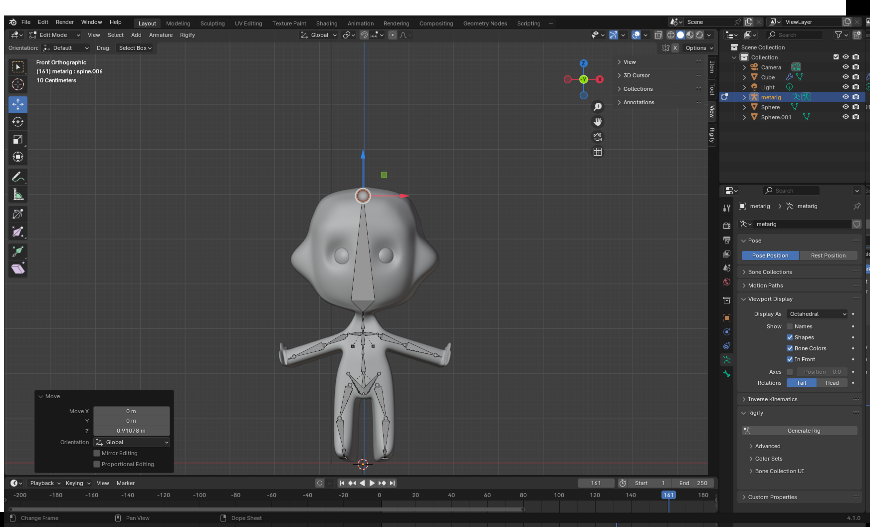 File Edit Render Window Help Layout Modeling Sculpting UV Editing Texture Paint Shading Animation Rendering Compositing Geometry Nodes Scripting + Scene ViewLayer
Edit Mode View Select Add Armature Rigify Global
Orientation: Default Drag: Select Box Options
Front Orthographic
(161) metarig : spine.006
10 Centimeters
Z
Y
X
View
3D Cursor
Collections
Annotations
Item
Tool
View
Rigify
Search
Scene Collection
Collection
Camera
Cube
Light
metarig
Sphere
Sphere.001
Search
metarig > metarig
metarig
Pose
Pose Position Rest Position
Bone Collections
Motion Paths
Viewport Display
Display As Octahedral
Show Names
Shapes
Bone Colors
In Front
Axes Position 0.0
Relations Tail Head
Inverse Kinematics
Rigify
Generate Rig
Advanced
Color Sets
Bone Collection UI
Custom Properties
Move
Move X 0 m
Y 0 m
Z 0.91078 m
Orientation Global
Mirror Editing
Proportional Editing
Playback Keying View Marker 161 Start 1 End 250
-200 -180 -160 -140 -120 -100 -80 -60 -40 -20 0 20 40 60 80 100 120 140 161 180
Change Frame Pan View Dope Sheet 4.1.0